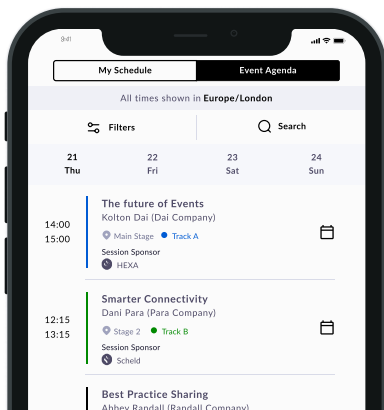 9:41
My Schedule
Event Agenda
All times shown in Europe/London
Filters
Search
21 22 23 24
Thu Fri Sat Sun
14:00
15:00
The future of Events
Kolton Dai (Dai Company)
Main Stage Track A
Session Sponsor
HEXA
12:15
13:15
Smarter Connectivity
Dani Para (Para Company)
Stage 2 Track B
Session Sponsor
Scheld
Best Practice Sharing
Abbey Randall (Randall Company)